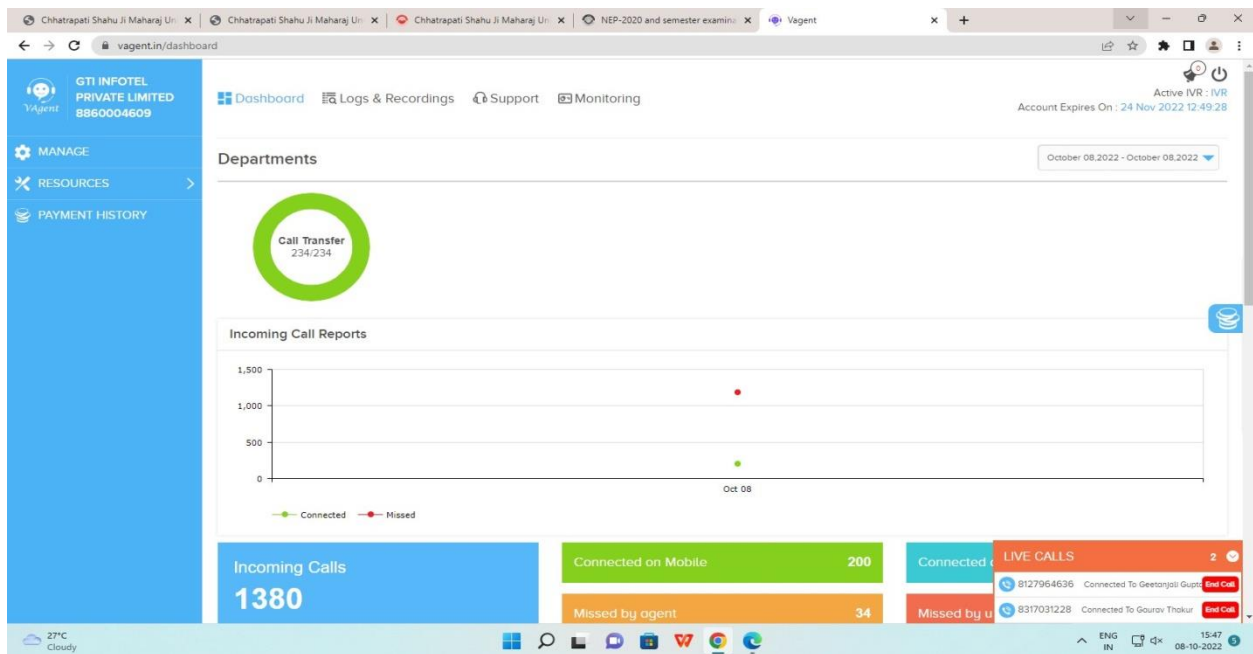 Chhatrapati Shahu Ji Maharaj Un
Chhatrapati Shahu Ji Maharaj Un
Chhatrapati Shahu Ji Maharaj Un
NEP-2020 and semester examina
Vagent
vagent.in/dashboard
VAgent
GTI INFOTEL
PRIVATE LIMITED
8860004609
MANAGE
RESOURCES
PAYMENT HISTORY
Dashboard Logs & Recordings Support Monitoring
0
Active IVR : IVR
Account Expires On : 24 Nov 2022 12:49:28
Departments
October 08,2022 - October 08,2022
Call Transfer
234/234
Incoming Call Reports
1,500
1,000
500
0
Oct 08
Connected Missed
Incoming Calls
1380
Connected on Mobile 200
Missed by agent 34
Connected
Missed by u
LIVE CALLS 2
8127964636 Connected To Geetanjali Gupta End Call
8317031228 Connected To Gourav Thakur End Call
27°C
Cloudy
ENG
IN
15:47
08-10-2022
5